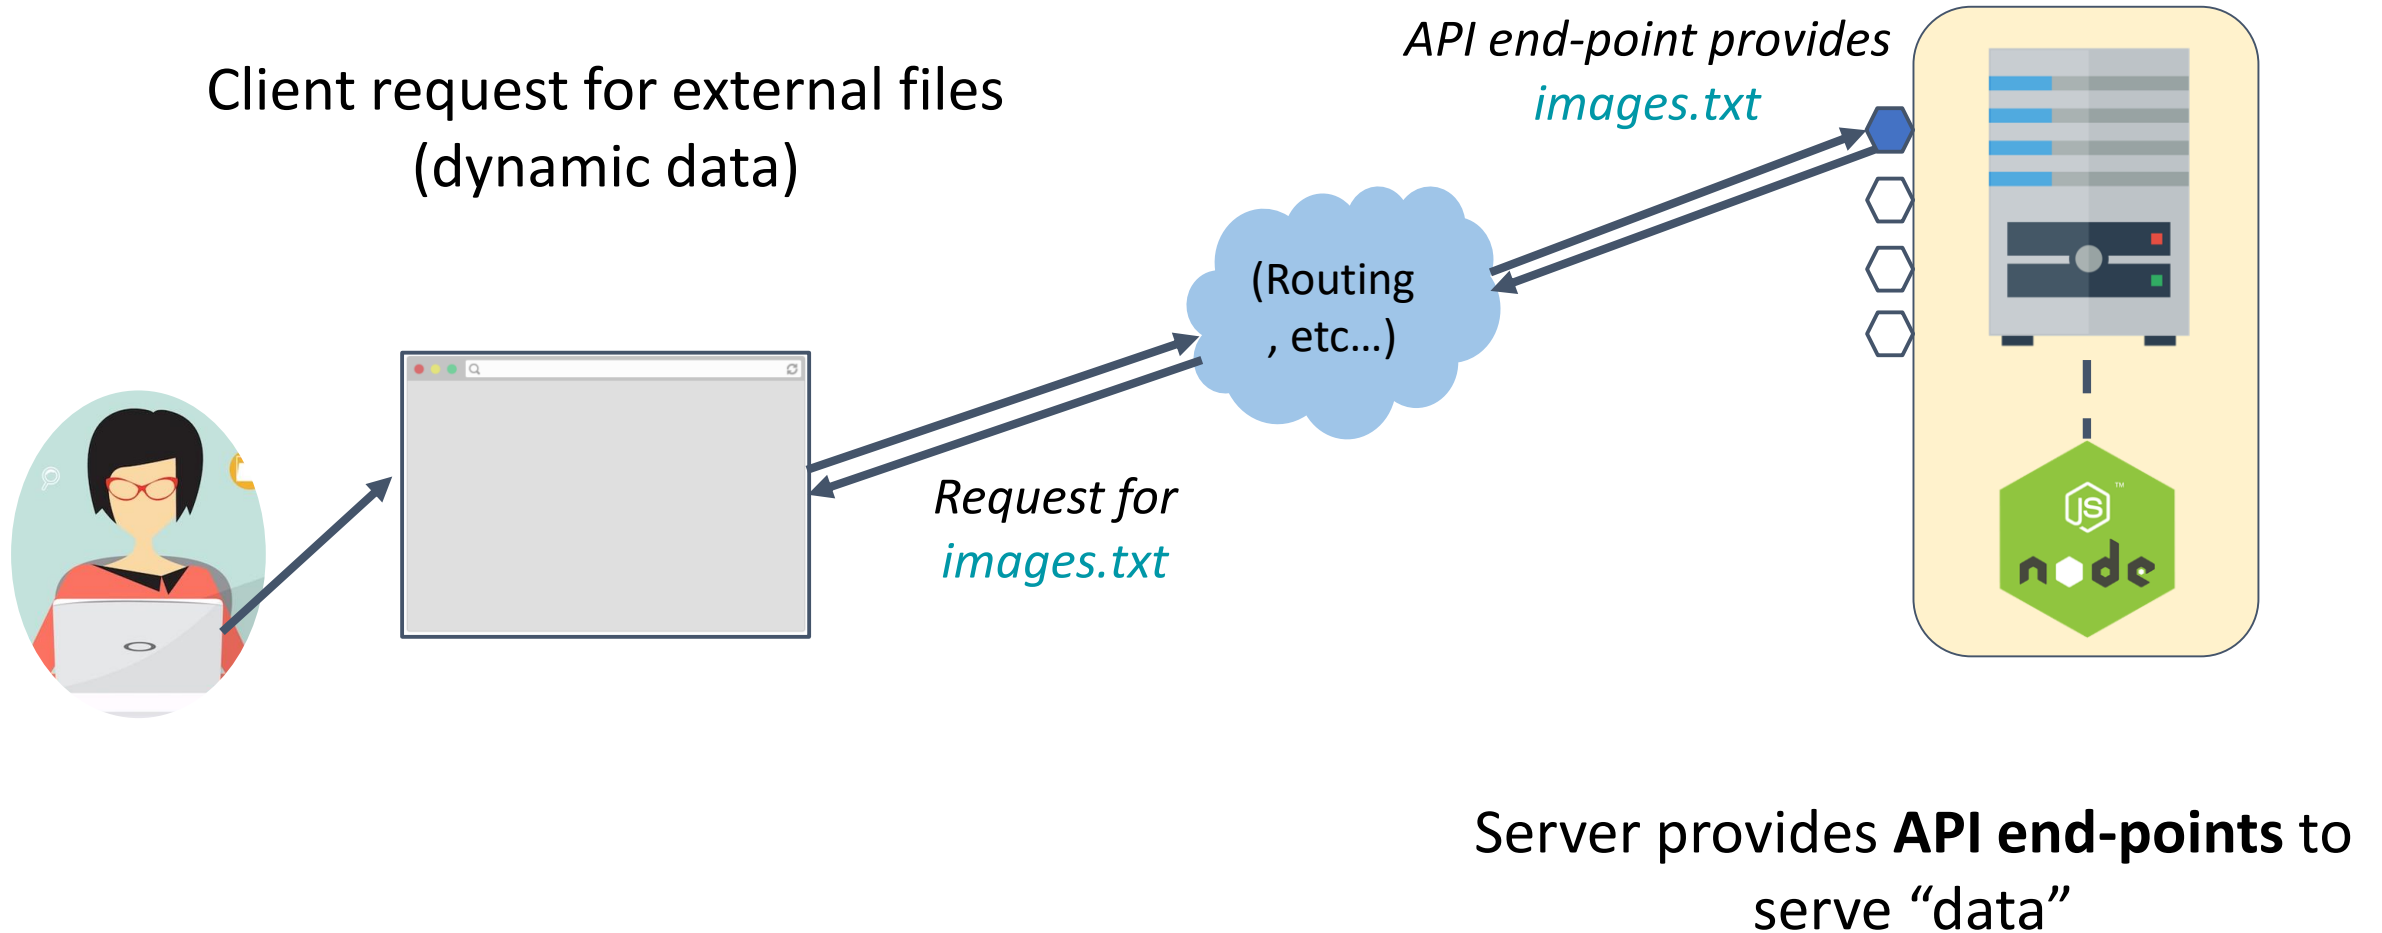 Client request for external files
(dynamic data)
API end-point provides
images.txt
(Routing
, etc...)
Request for
images.txt
JS
TM
node
Server provides API end-points to
serve “data”